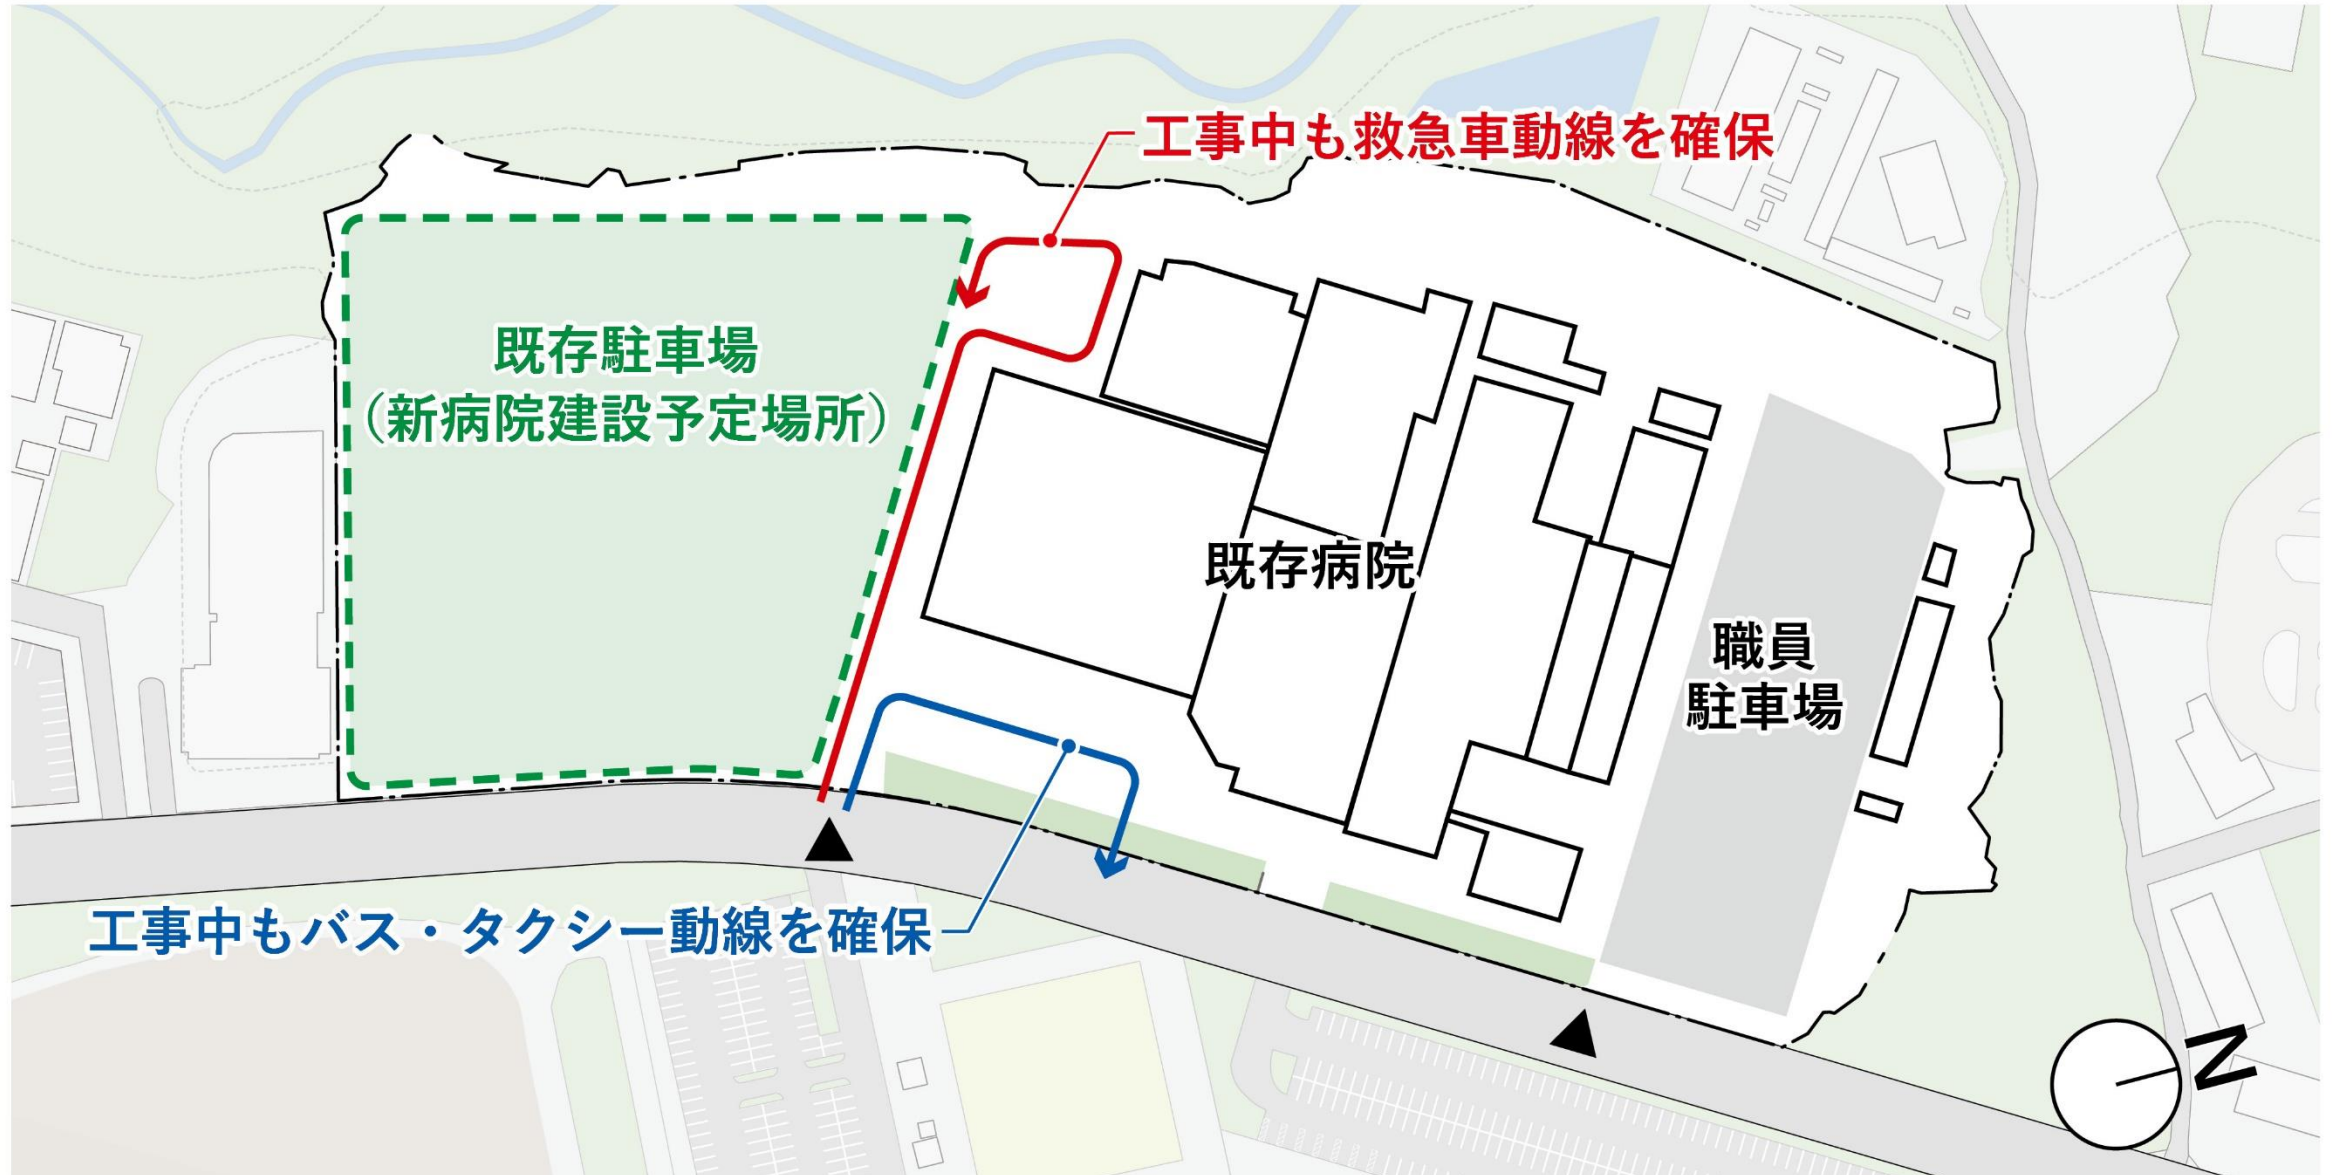 工事中も救急車動線を確保
既存駐車場
（新病院建設予定場所）
既存病院
職員
駐車場
工事中もバス・タクシー動線を確保
N